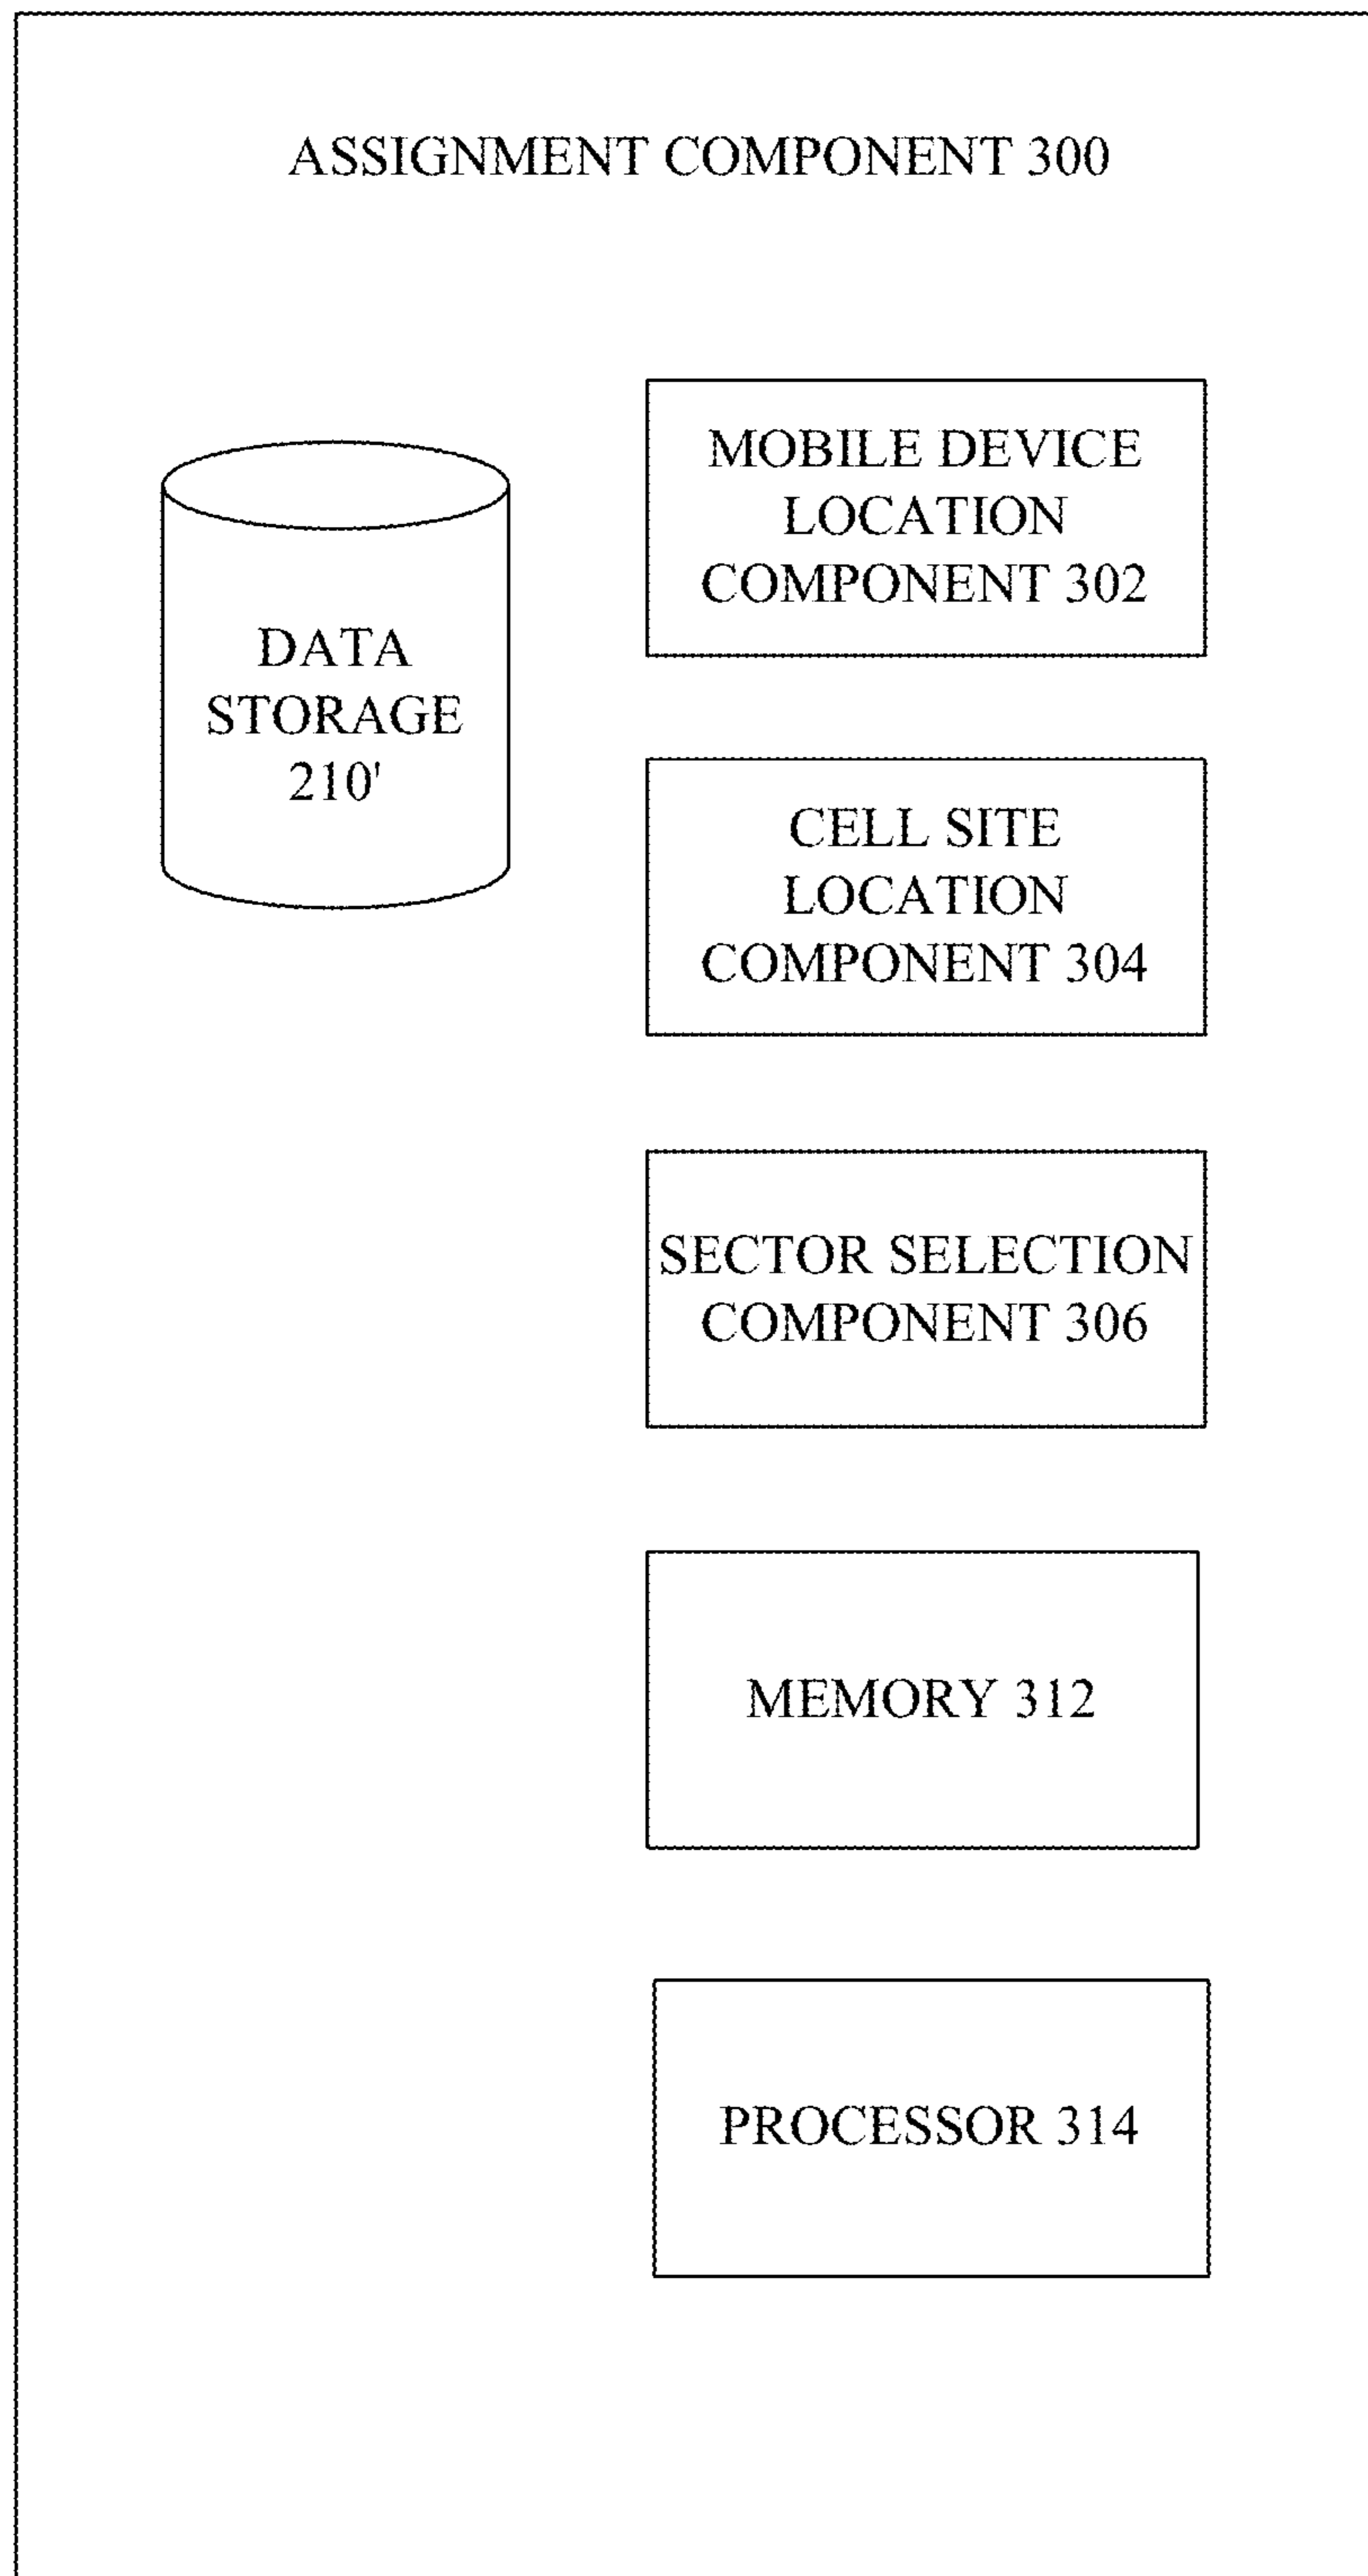 ASSIGNMENT COMPONENT 300
DATA
STORAGE
210'
MOBILE DEVICE
LOCATION
COMPONENT 302
CELL SITE
LOCATION
COMPONENT 304
SECTOR SELECTION
COMPONENT 306
MEMORY 312
PROCESSOR 314